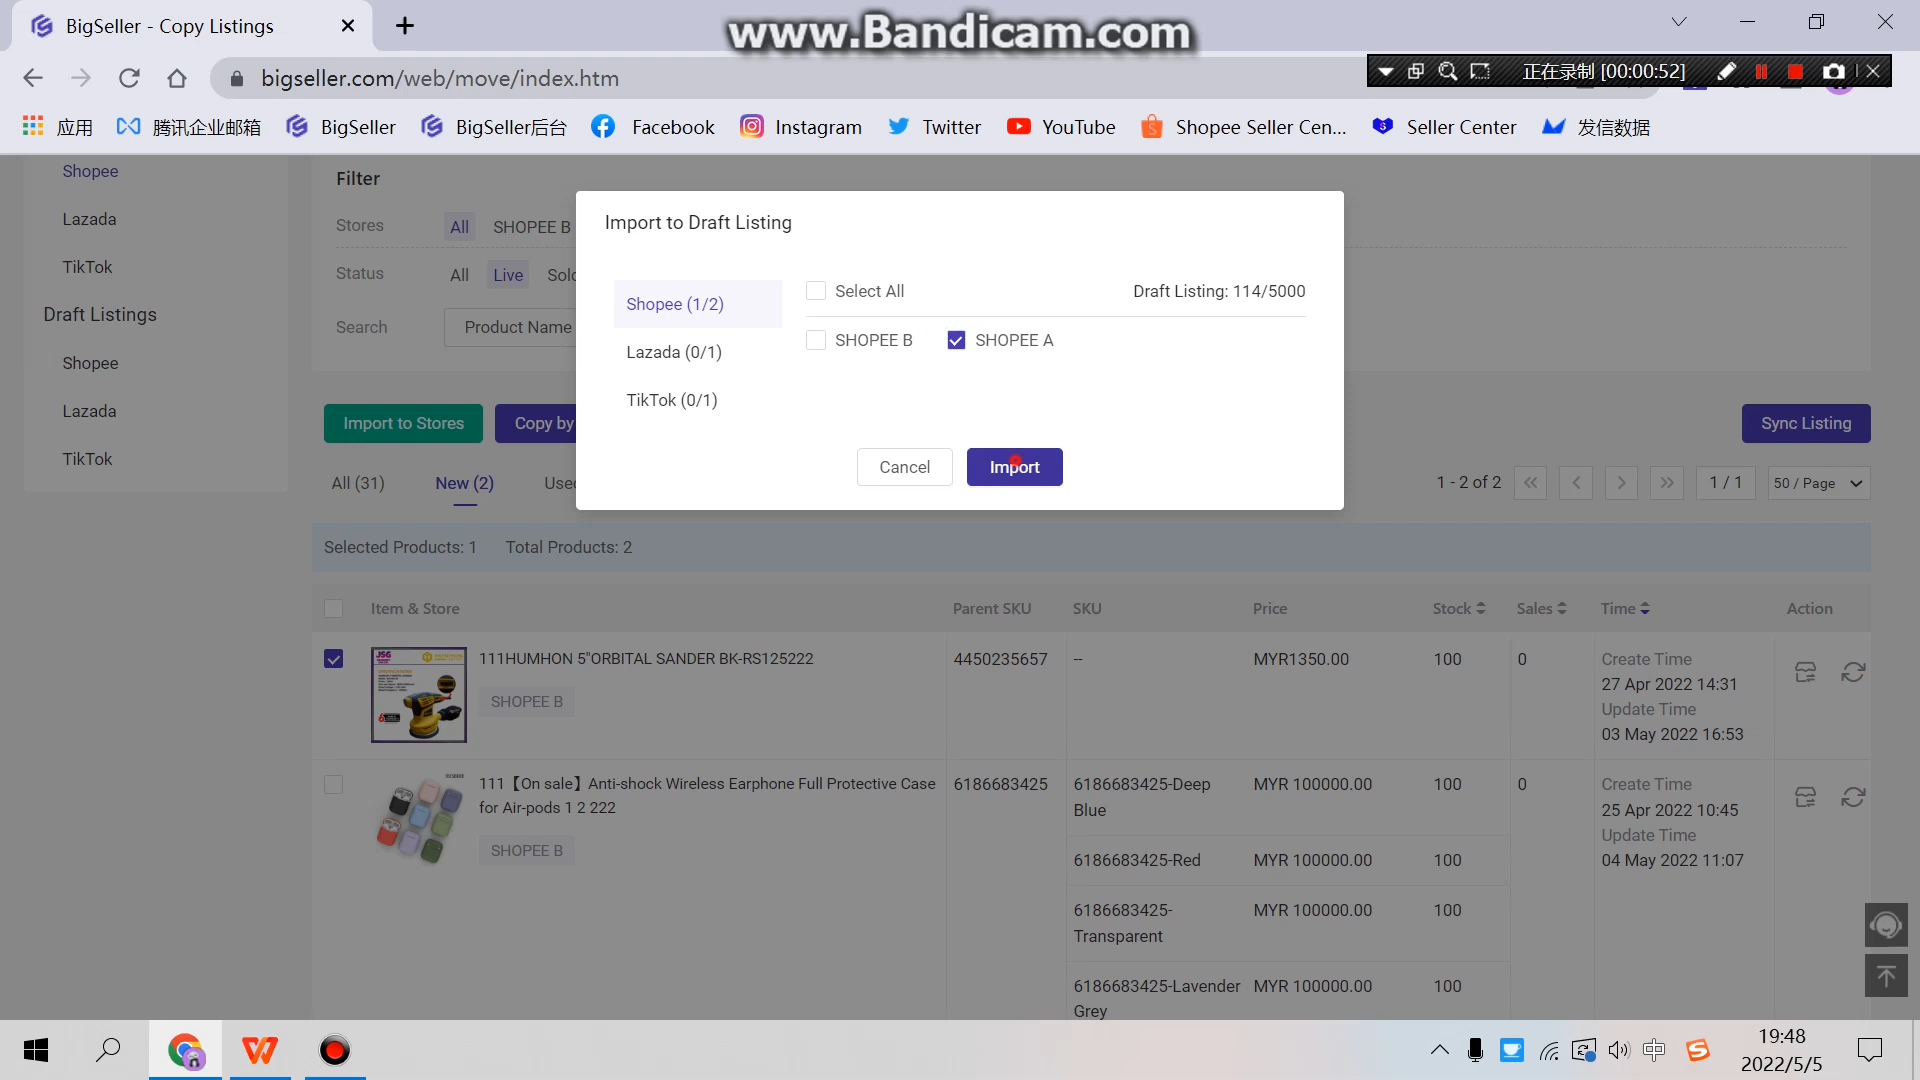 BigSeller - Copy Listings
www.Bandicam.com
bigseller.com/web/move/index.htm
正在录制 [00:00:52]
应用
腾讯企业邮箱
BigSeller
BigSeller后台
Facebook
Instagram
Twitter
YouTube
Shopee Seller Cen...
Seller Center
发信数据
Shopee
Lazada
TikTok
Draft Listings
Shopee
Lazada
TikTok
Filter
Stores
All
SHOPEE B
Status
All
Live
Sold
Search
Product Name
Import to Draft Listing
Shopee (1/2)
Lazada (0/1)
TikTok (0/1)
Select All
Draft Listing: 114/5000
SHOPEE B
SHOPEE A
Cancel
Import
Import to Stores
Copy by
Sync Listing
All (31)
New (2)
Used
1 - 2 of 2
1 / 1
50 / Page
Selected Products: 1
Total Products: 2
Item & Store
Parent SKU
SKU
Price
Stock
Sales
Time
Action
JSG
111HUMHON 5"ORBITAL SANDER BK-RS125222
SHOPEE B
4450235657
--
MYR1350.00
100
0
Create Time
27 Apr 2022 14:31
Update Time
03 May 2022 16:53
111【On sale】Anti-shock Wireless Earphone Full Protective Case
for Air-pods 1 2 222
SHOPEE B
6186683425
6186683425-Deep
Blue
MYR 100000.00
100
0
Create Time
25 Apr 2022 10:45
Update Time
04 May 2022 11:07
6186683425-Red
MYR 100000.00
100
6186683425-
Transparent
MYR 100000.00
100
6186683425-Lavender
Grey
MYR 100000.00
100
中
19:48
2022/5/5